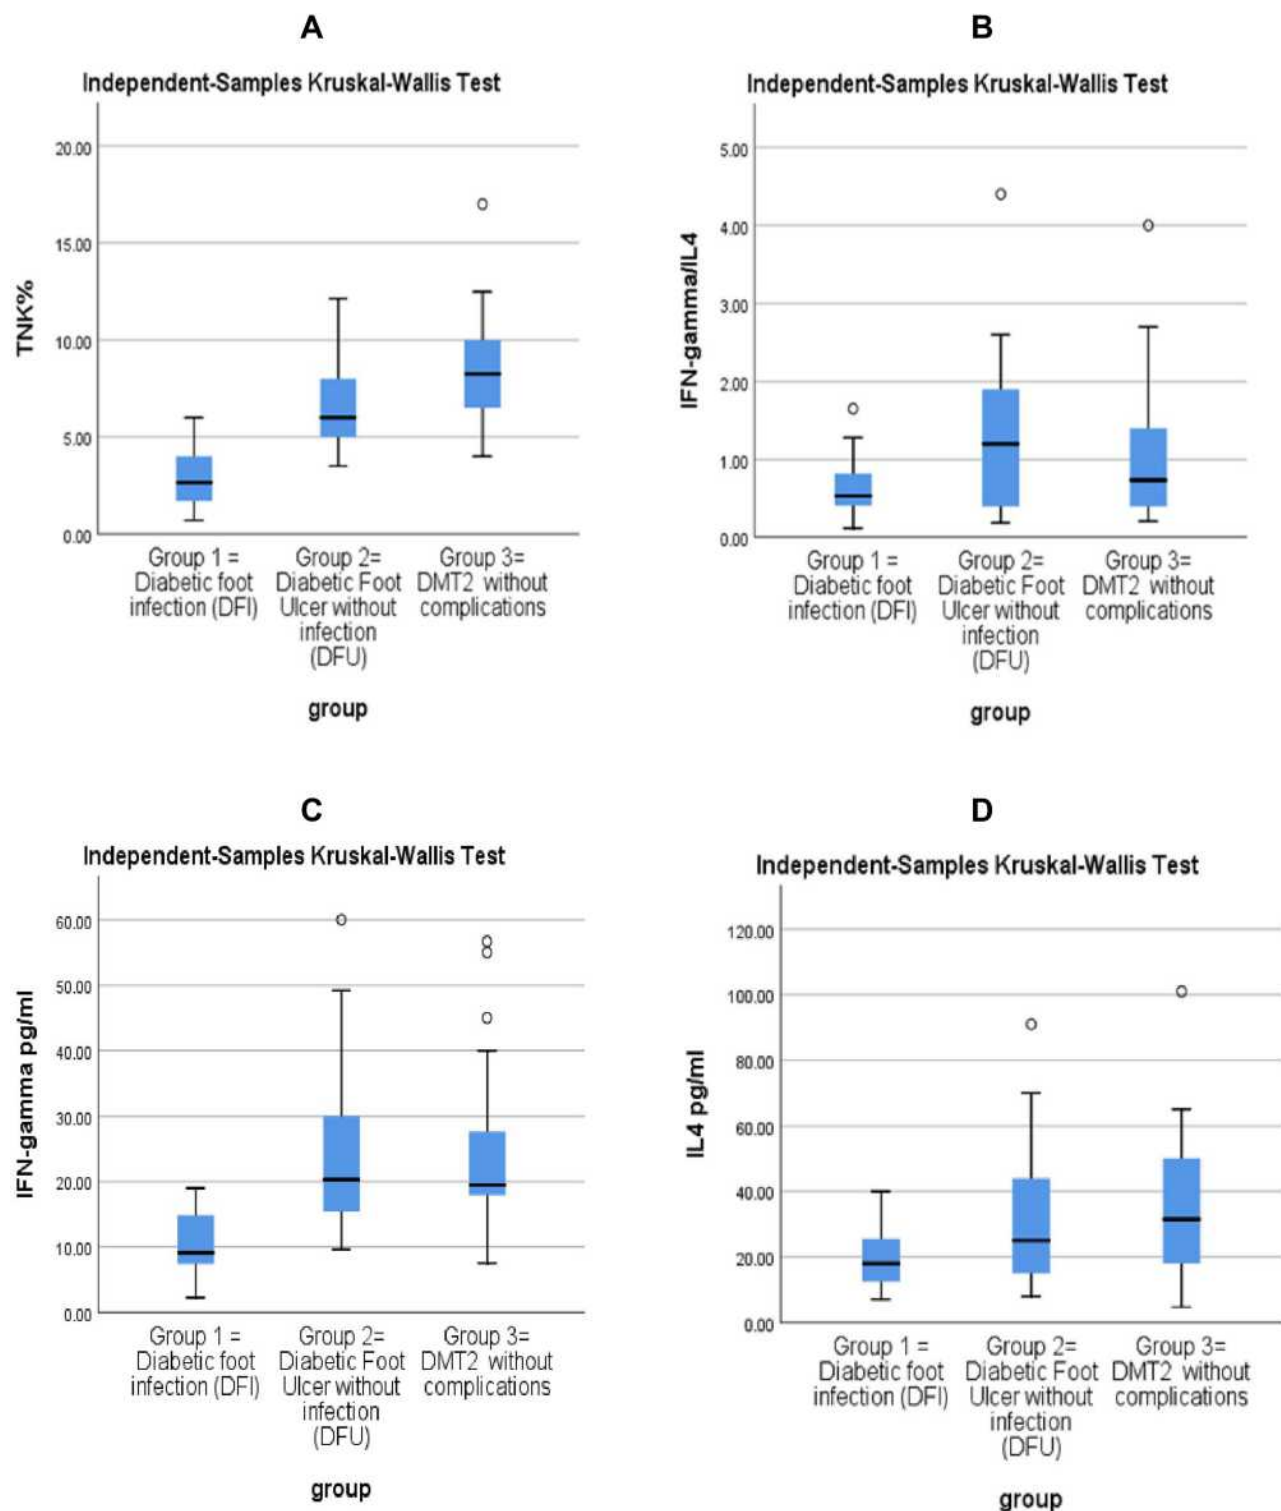 A
Independent-Samples Kruskal-Wallis Test
20.00
15.00
10.00
5.00
0.00
TNK%
Group 1 =
Diabetic foot
infection (DFI)
Group 2=
Diabetic Foot
Ulcer without
infection
(DFU)
Group 3=
DMT2 without
complications
group
B
Independent-Samples Kruskal-Wallis Test
5.00
4.00
3.00
2.00
1.00
0.00
IFN-gamma/IL4
Group 1 =
Diabetic foot
infection (DFI)
Group 2=
Diabetic Foot
Ulcer without
infection
(DFU)
Group 3=
DMT2 without
complications
group
C
Independent-Samples Kruskal-Wallis Test
60.00
50.00
40.00
30.00
20.00
10.00
0.00
IFN-gamma pg/ml
Group 1 =
Diabetic foot
infection (DFI)
Group 2=
Diabetic Foot
Ulcer without
infection
(DFU)
Group 3=
DMT2 without
complications
group
D
Independent-Samples Kruskal-Wallis Test
120.00
100.00
80.00
60.00
40.00
20.00
0.00
IL4 pg/ml
Group 1 =
Diabetic foot
infection (DFI)
Group 2=
Diabetic Foot
Ulcer without
infection
(DFU)
Group 3=
DMT2 without
complications
group